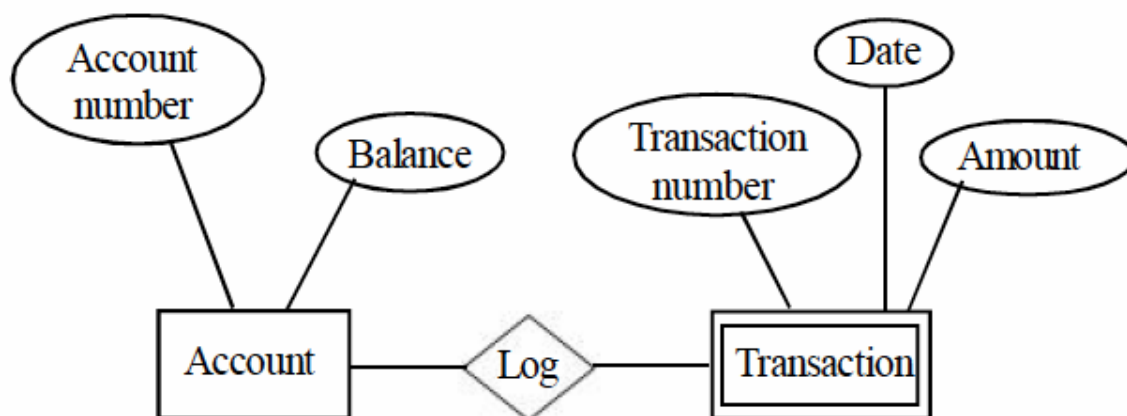 Account
number
Balance
Transaction
number
Date
Amount
Account
Log
Transaction